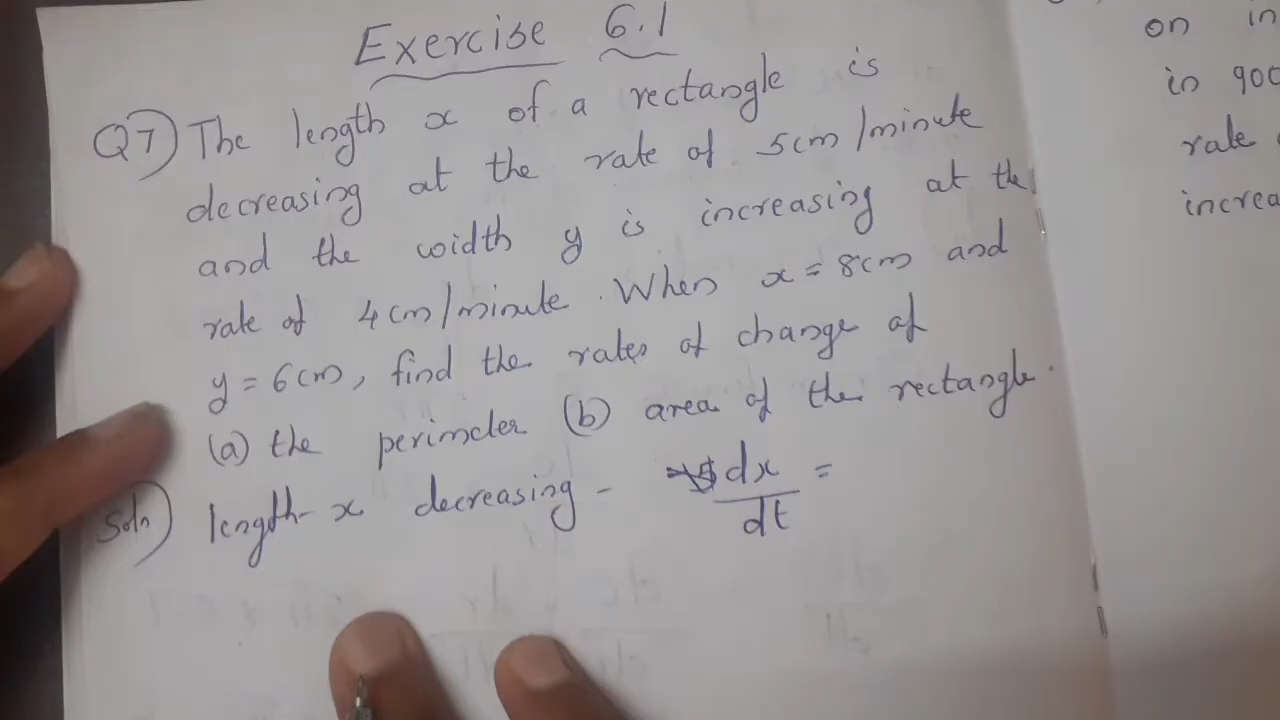 Exercise 6.1
Q7) The length x of a rectangle is
decreasing at the rate of 5cm/minute
and the width y is increasing at the
rate of 4cm/minute. When x = 8cm and
y = 6cm, find the rates of change of
(a) the perimeter (b) area of the rectangle.
Soln) length x decreasing - dx/dt =
on in
in 900
rate
increa